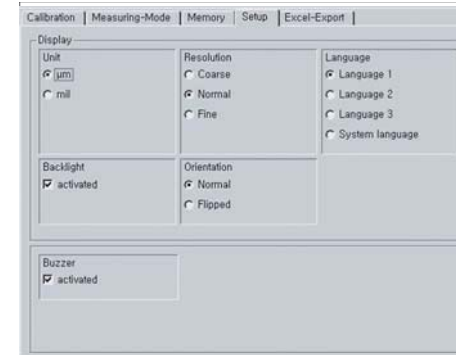 Calibration | Measuring-Mode | Memory | Setup | Excel-Export |
Display
Unit
µm
mil
Resolution
Coarse
Normal
Fine
Language
Language 1
Language 2
Language 3
System language
Backlight
activated
Orientation
Normal
Flipped
Buzzer
activated